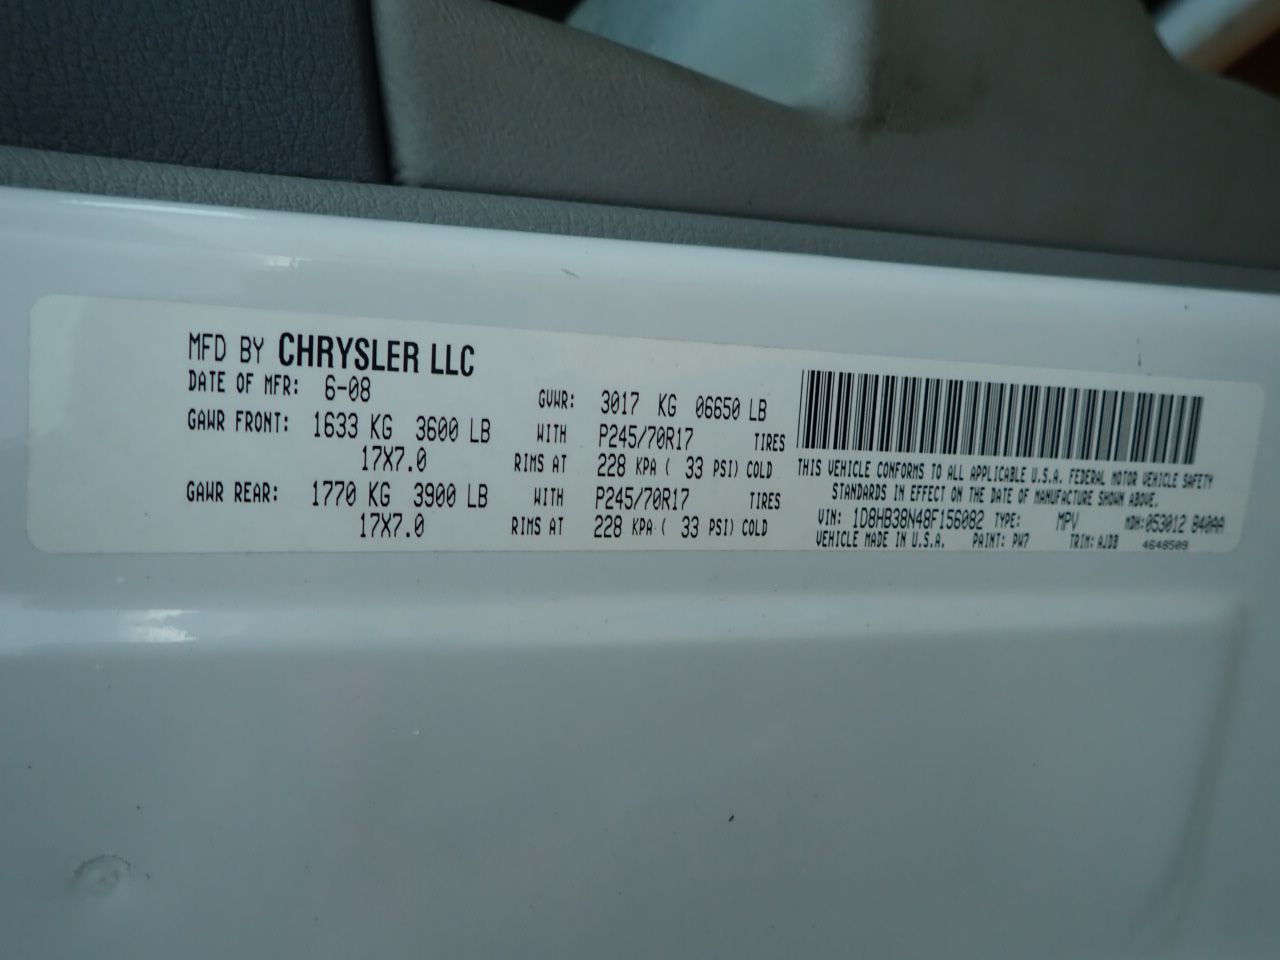 MFD BY CHRYSLER LLC
DATE OF MFR: 6-08 GVWR: 3017 KG 06650 LB
GAWR FRONT: 1633 KG 3600 LB WITH P245/70R17 TIRES
17X7.0 RIMS AT 228 KPA ( 33 PSI) COLD
GAWR REAR: 1770 KG 3900 LB WITH P245/70R17 TIRES
17X7.0 RIMS AT 228 KPA ( 33 PSI) COLD
THIS VEHICLE CONFORMS TO ALL APPLICABLE U.S.A. FEDERAL MOTOR VEHICLE SAFETY
STANDARDS IN EFFECT ON THE DATE OF MANUFACTURE SHOWN ABOVE.
VIN: 1D8HB38N48F156082 TYPE: MPV MDH: 053012 840AA
VEHICLE MADE IN U.S.A. PAINT: PW7 TRIM: AJDB 4648509